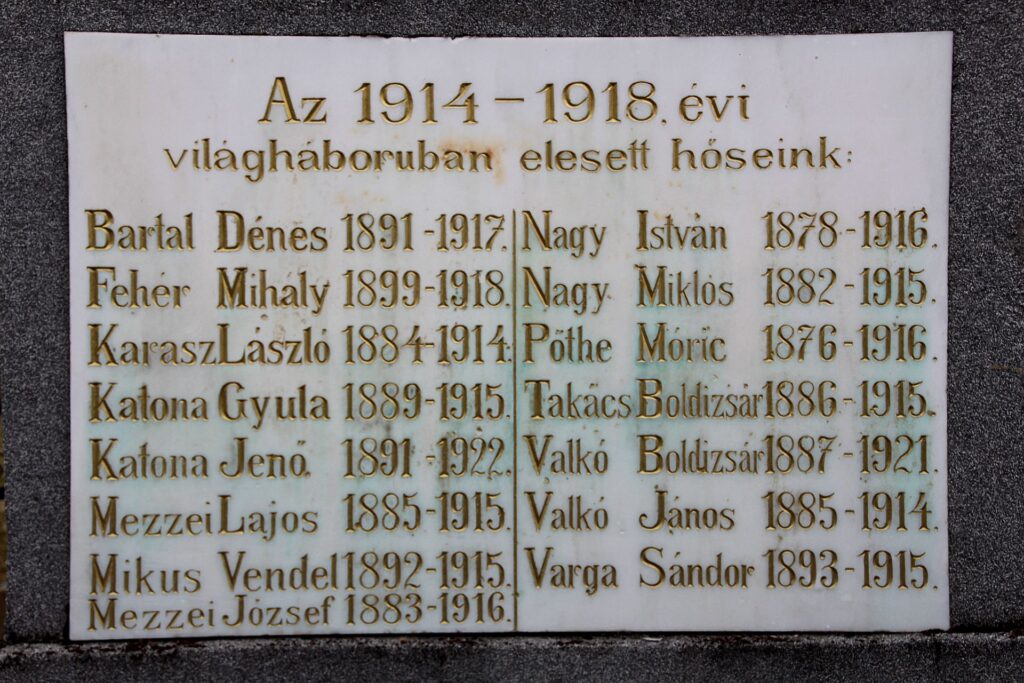 Az 1914 – 1918. évi
világháboruban elesett hőseink:
Bartal Dénes 1891-1917.
Fehér Mihaly 1899-1918.
Karasz László 1884-1914.
Katona Gyula 1889-1915.
Katona Jenő. 1891-1922.
Mezzei Lajos 1885-1915.
Mikus Vendel 1892-1915.
Mezzei József 1883-1916.
Nagy István 1878-1916.
Nagy Miklós 1882-1915.
Pőthe Móric 1876-1916.
Takács Boldizsár 1886-1915.
Valkó Boldizsár 1887-1921.
Valkó János 1885-1914.
Varga Sándor 1893-1915.